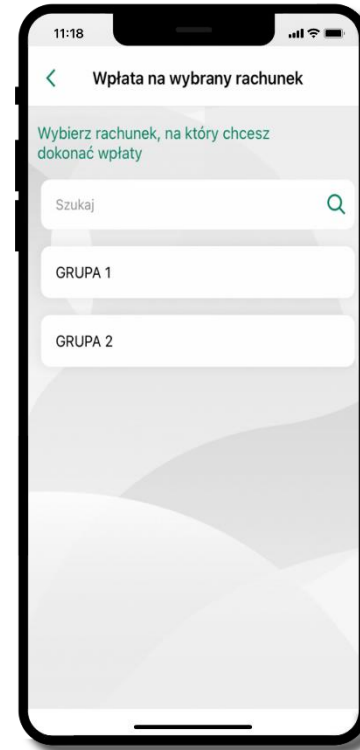 11:18
Wpłata na wybrany rachunek
Wybierz rachunek, na który chcesz
dokonać wpłaty
Szukaj
GRUPA 1
GRUPA 2